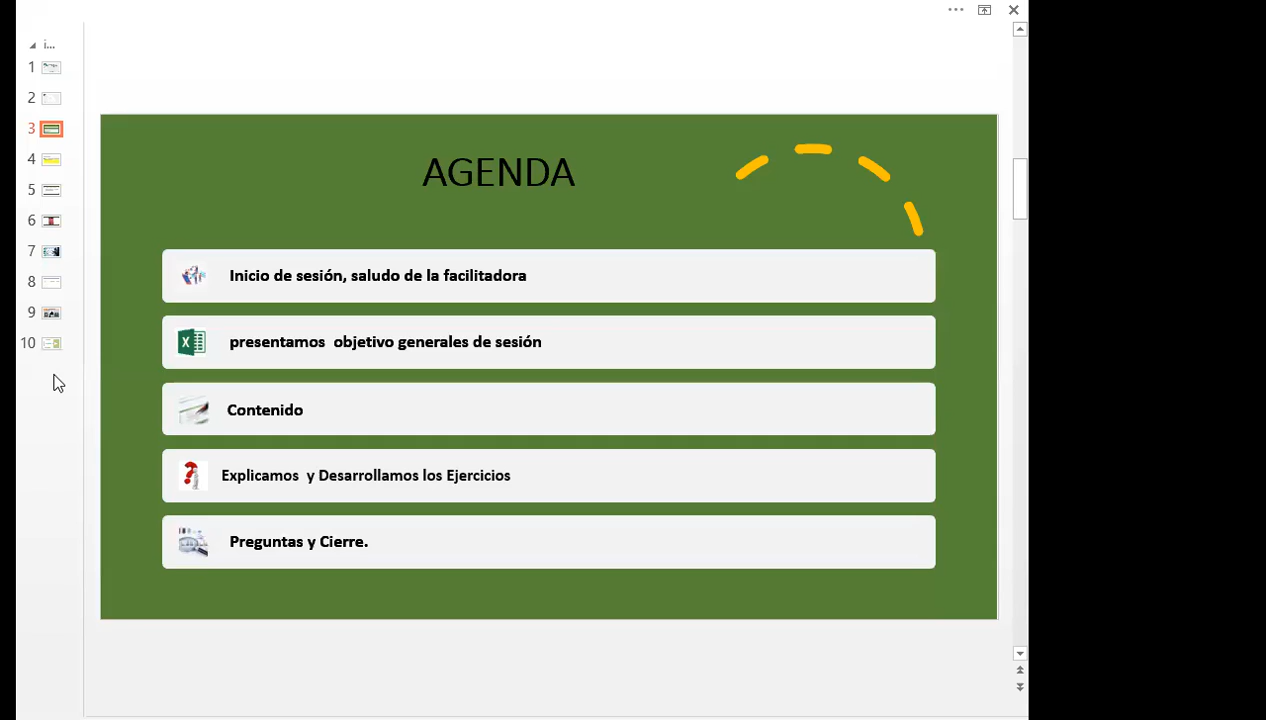 i...
1
2
3
4
5
6
7
8
9
10
AGENDA
Inicio de sesión, saludo de la facilitadora
presentamos  objetivo generales de sesión
Contenido
Explicamos  y Desarrollamos los Ejercicios
Preguntas y Cierre.